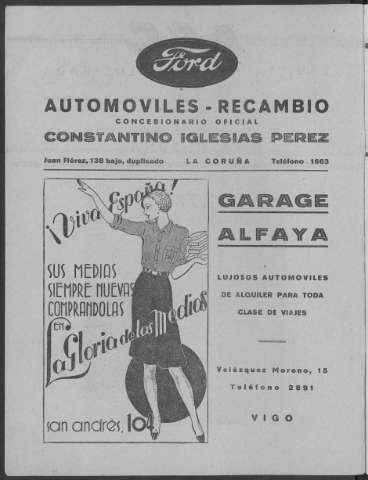 Ford
AUTOMOVILES - RECAMBIO
CONCESIONARIO OFICIAL
CONSTANTINO IGLESIAS PEREZ
Juan Flórez, 138 bajo, duplicado LA CORUÑA Teléfono 1663
¡Viva España!
SUS MEDIAS
SIEMPRE NUEVAS
COMPRANDOLAS
EN
La Gloria de las Medias
san andrés, 104
GARAGE
ALFAYA
LUJOSOS AUTOMOVILES
DE ALQUILER PARA TODA
CLASE DE VIAJES
Velázquez Moreno, 15
Teléfono 2891
VIGO